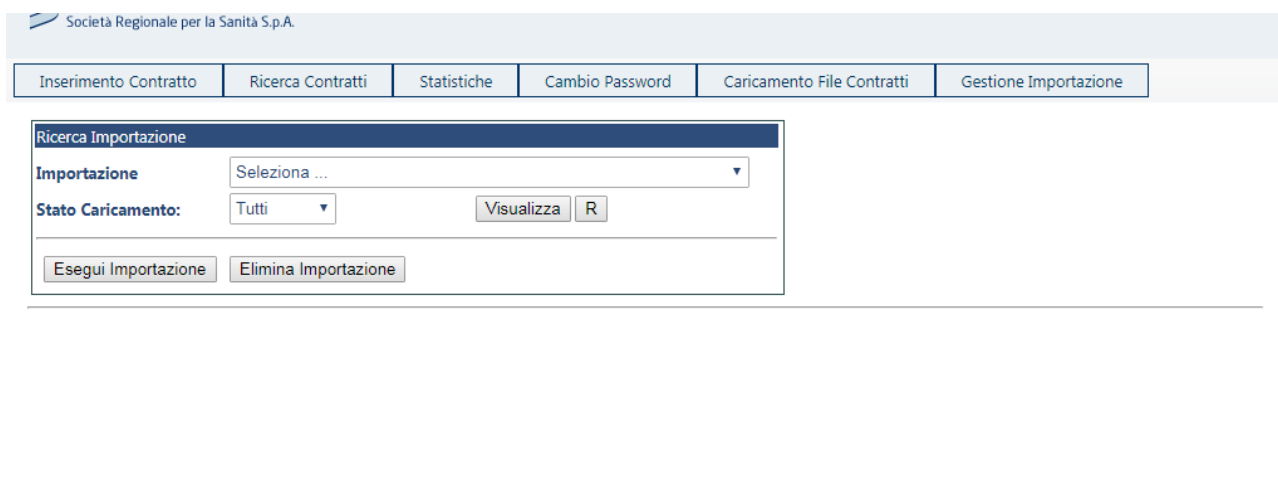 Società Regionale per la Sanità S.p.A.
Inserimento Contratto Ricerca Contratti Statistiche Cambio Password Caricamento File Contratti Gestione Importazione
Ricerca Importazione
Importazione Seleziona ...
Stato Caricamento: Tutti Visualizza R
Esegui Importazione Elimina Importazione